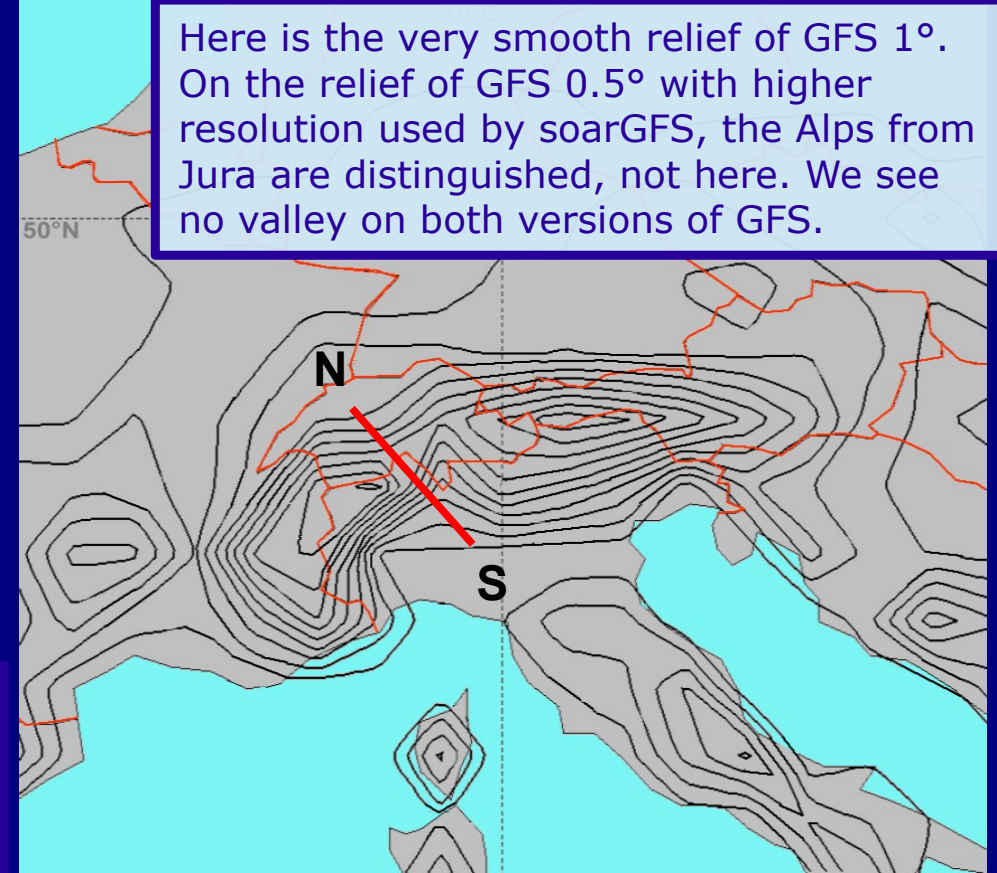 Here is the very smooth relief of GFS 1°.
On the relief of GFS 0.5° with higher
resolution used by soarGFS, the Alps from
Jura are distinguished, not here. We see
no valley on both versions of GFS.
50°N
N
S